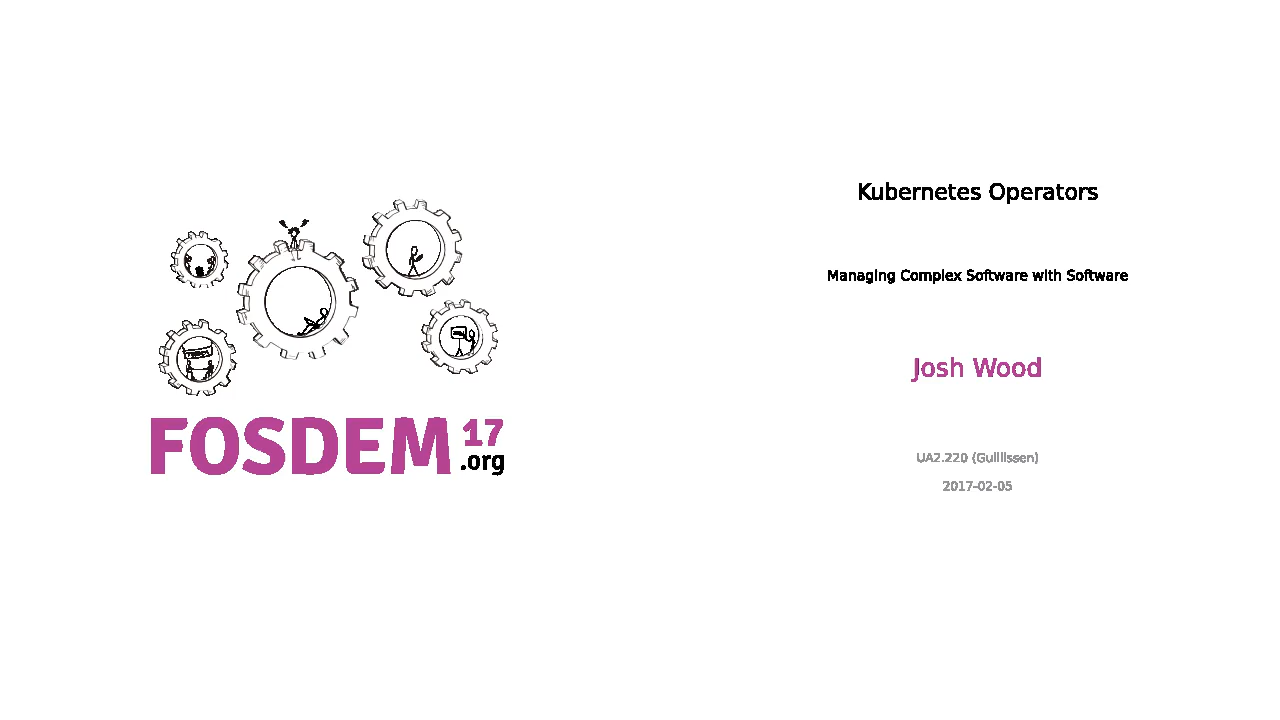 FOSDEM 17
.org
Kubernetes Operators
Managing Complex Software with Software
Josh Wood
UA2.220 (Guillissen)
2017-02-05